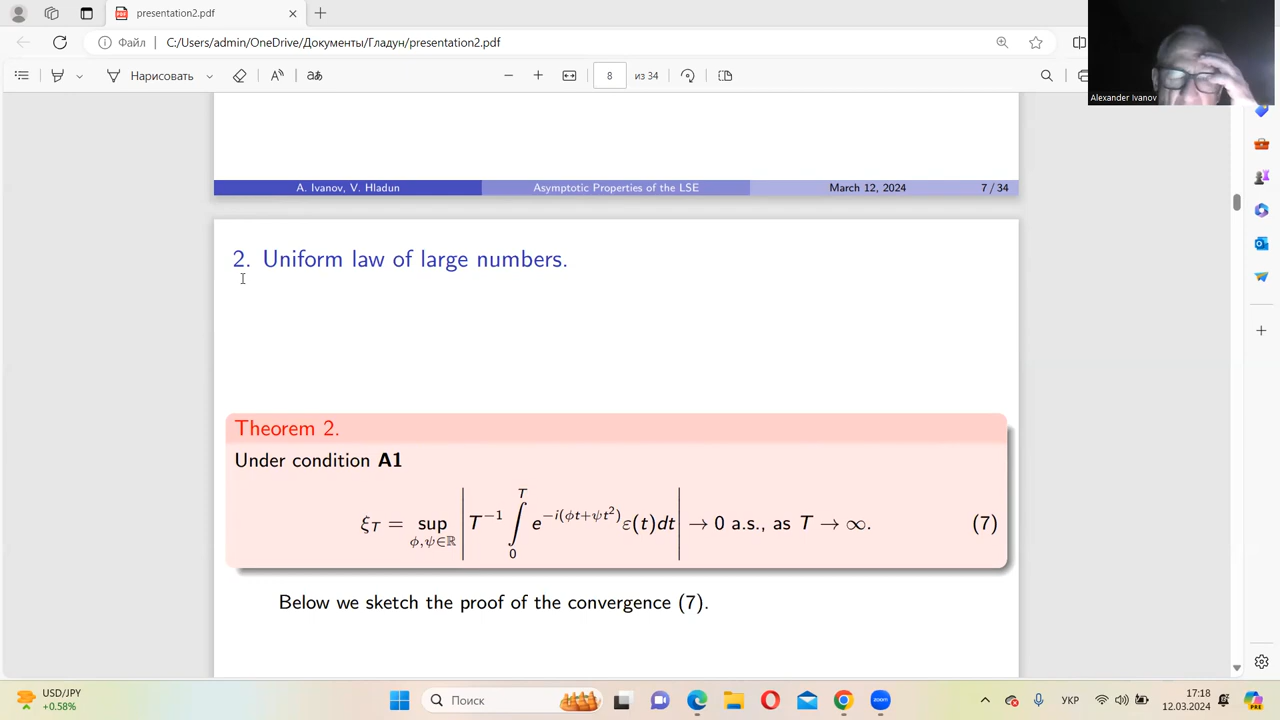 presentation2.pdf
Файл C:/Users/admin/OneDrive/Документы/Гладун/presentation2.pdf
Нарисовать 8 из 34
Alexander Ivanov
A. Ivanov, V. Hladun Asymptotic Properties of the LSE March 12, 2024 7 / 34
2. Uniform law of large numbers.
Theorem 2.
Under condition A1
ξ_T = sup_{ϕ,ψ∈ℝ} | T^{-1} ∫_0^T e^{-i(ϕt+ψt^2)} ε(t)dt | → 0 a.s., as T → ∞. (7)
Below we sketch the proof of the convergence (7).
USD/JPY
+0.58%
Поиск
УКР
17:18
12.03.2024
PRE